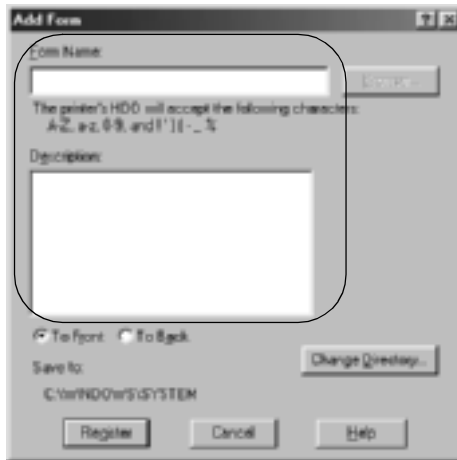 Add Form
Form Name:
The printer's HDD will accept the following characters:
A-Z, a-z, 0-9, and
Description:
To Front To Back
Change Directory...
Save to:
C:\WINDOWS\SYSTEM
Register Cancel Help